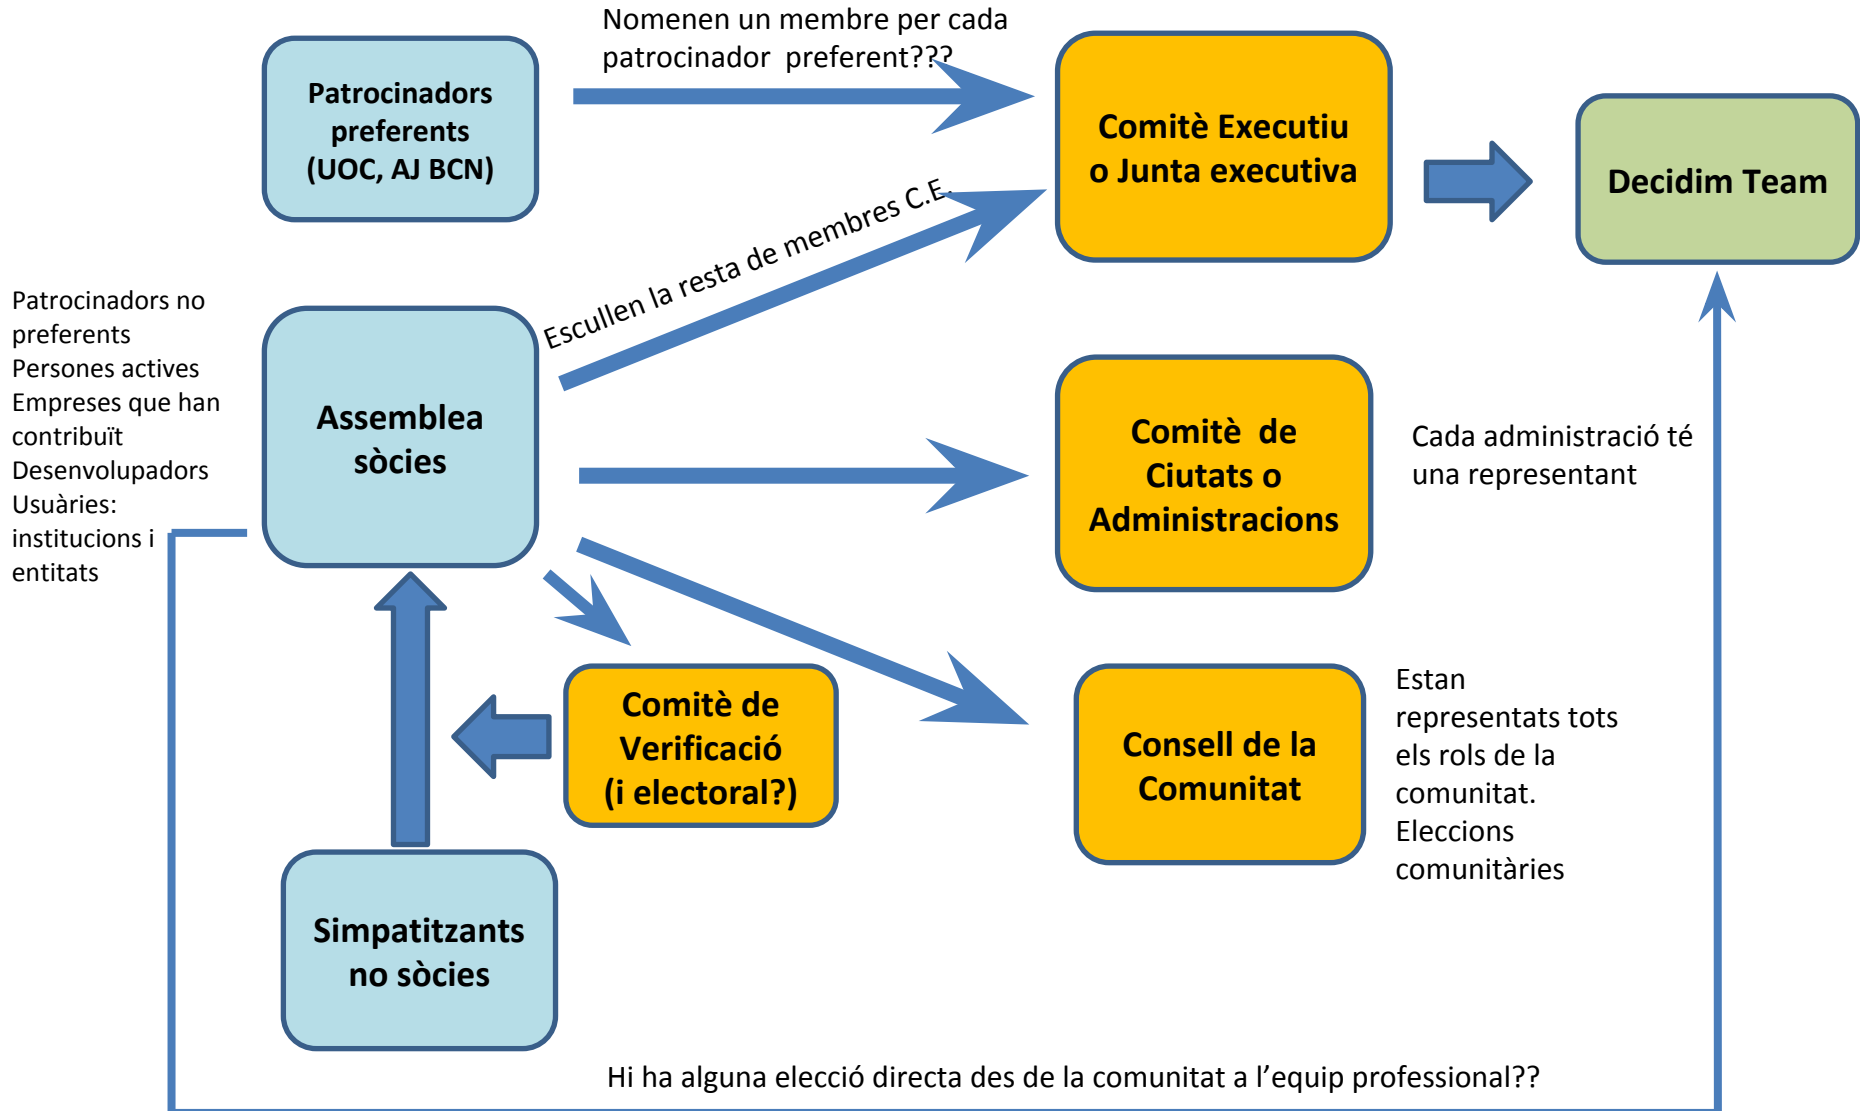 Nomenen un membre per cada
patrocinador preferent???
Patrocinadors
preferents
(UOC, AJ BCN)
Comitè Executiu
o Junta executiva
Decidim Team
Escullen la resta de membres C.E.
Patrocinadors no
preferents
Persones actives
Empreses que han
contribuït
Desenvolupadors
Usuàries:
institucions i
entitats
Assemblea
sòcies
Comitè de
Ciutats o
Administracions
Cada administració té
una representant
Comitè de
Verificació
(i electoral?)
Consell de la
Comunitat
Estan
representats tots
els rols de la
comunitat.
Eleccions
comunitàries
Simpatitzants
no sòcies
Hi ha alguna elecció directa des de la comunitat a l’equip professional??